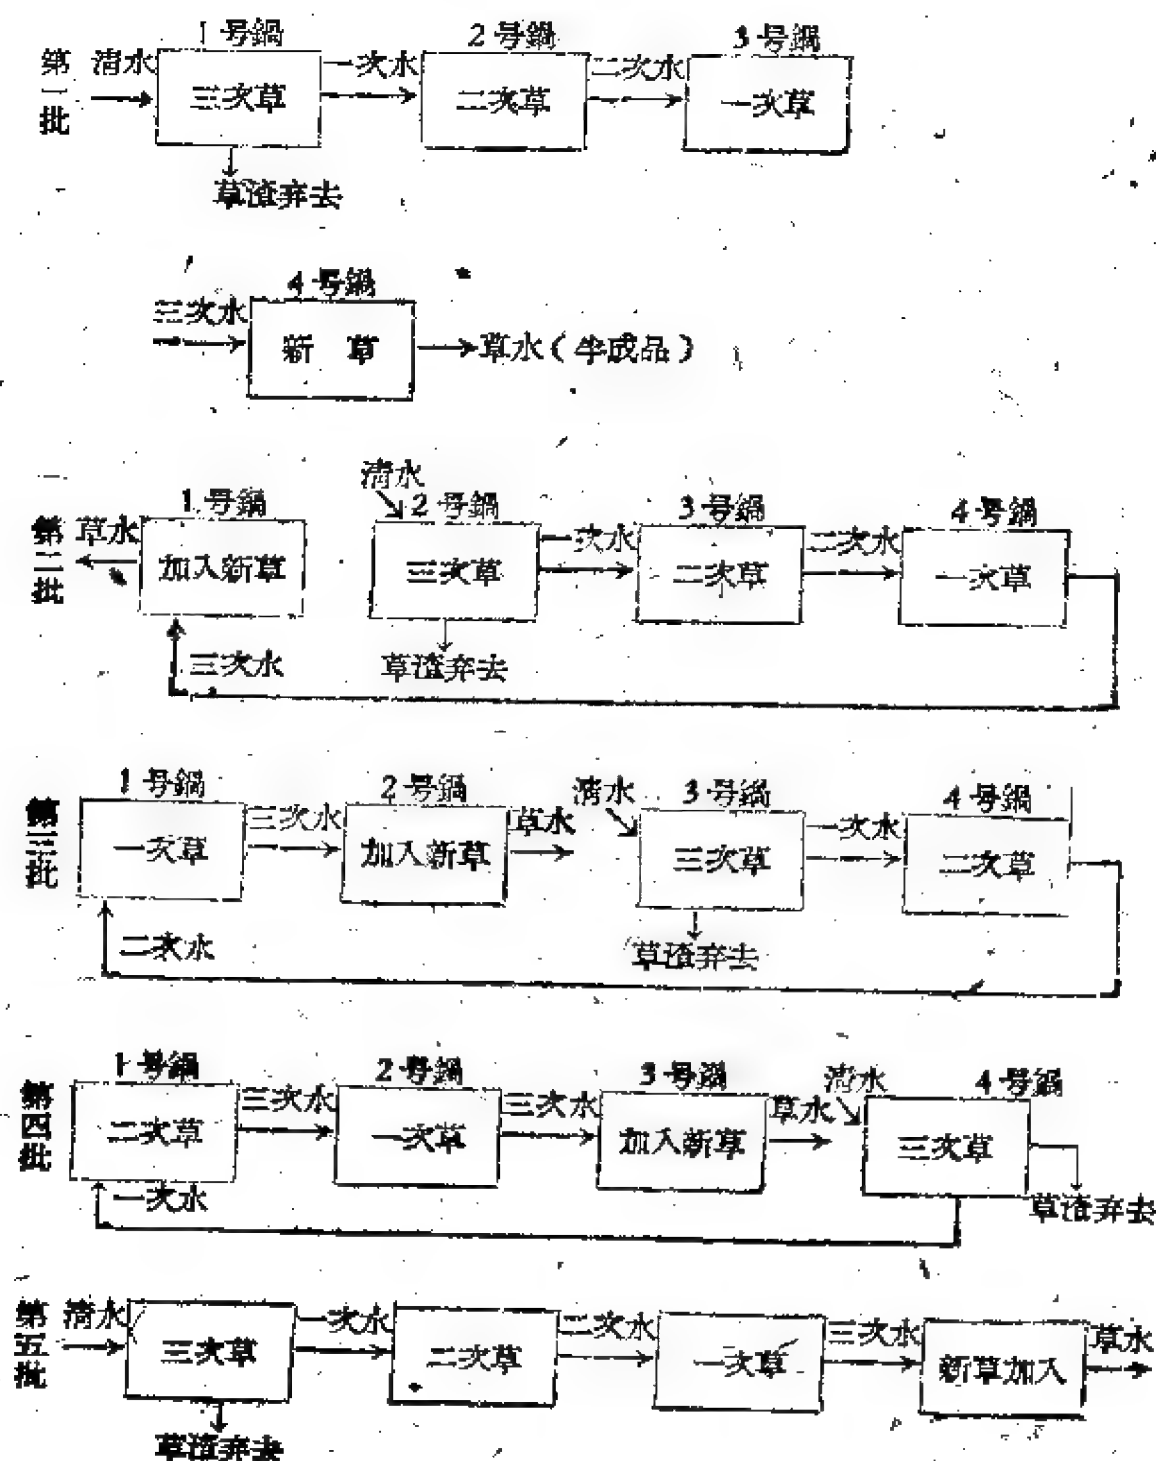 1号鍋 2号鍋 3号鍋
第一批 清水 三次草 一次水 二次草 二次水 一次草
草渣弃去
4号鍋
三次水 新 草 草水(半成品)
清水
1号鍋 2号鍋 3号鍋 4号鍋
第二批 草水 加入新草 三次草 一次水 二次草 二次水 一次草
三次水 草渣弃去
1号鍋 2号鍋 清水 3号鍋 4号鍋
第三批 一次草 三次水 加入新草 草水 三次草 一次水 二次草
二次水 草渣弃去
1号鍋 2号鍋 3号鍋 清水 4号鍋
第四批 二次草 三次水 一次草 三次水 加入新草 草水 三次草
一次水 草渣弃去
第五批 清水 三次草 一次水 二次草 二次水 一次草 三次水 新草加入 草水
草渣弃去